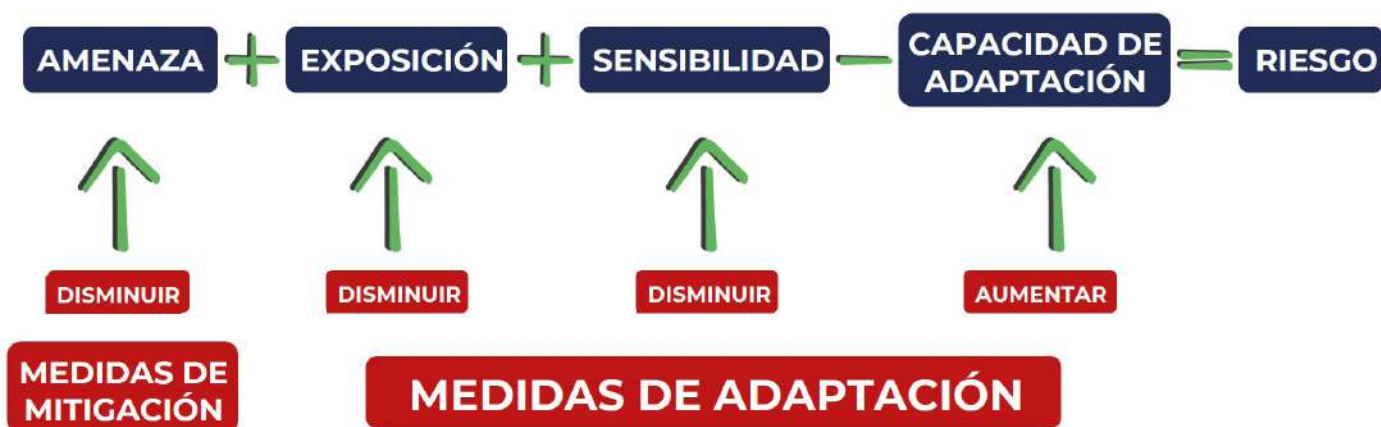 AMENAZA + EXPOSICIÓN + SENSIBILIDAD - CAPACIDAD DE
ADAPTACIÓN = RIESGO
DISMINUIR DISMINUIR DISMINUIR AUMENTAR
MEDIDAS DE
MITIGACIÓN
MEDIDAS DE ADAPTACIÓN